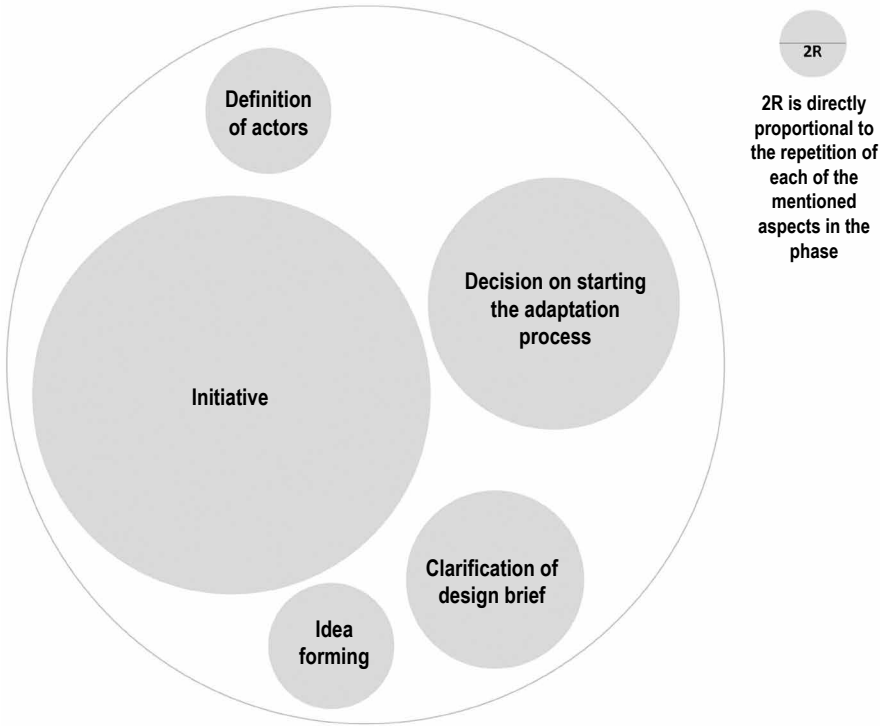 Definition
of actors
Decision on starting
the adaptation
process
Initiative
Clarification of
design brief
Idea
forming
2R
2R is directly
proportional to
the repetition of
each of the
mentioned
aspects in the
phase